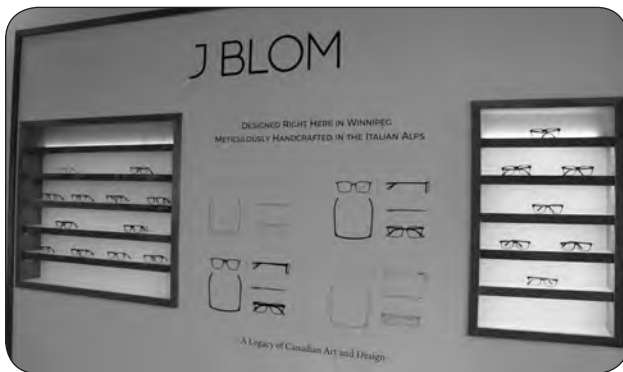 J BLOM
DESIGNED RIGHT HERE IN WINNIPEG
METICULOUSLY HANDCRAFTED IN THE ITALIAN ALPS
A Legacy of Canadian Art and Design